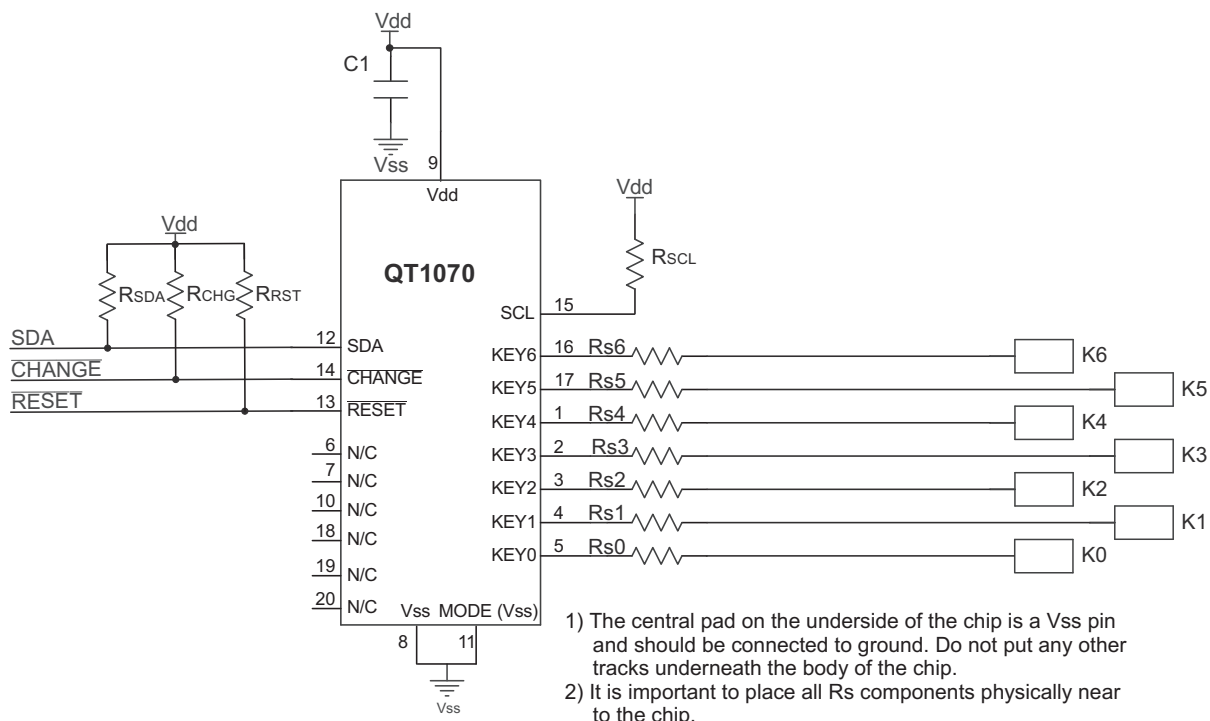 Vdd
C1
Vss
9
Vdd
Vdd
Vdd
QT1070
RSCL
RSDA
RCHG
RRST
SCL 15
SDA 12 SDA
CHANGE 14 CHANGE
RESET 13 RESET
KEY6 16 Rs6 K6
KEY5 17 Rs5 K5
KEY4 1 Rs4 K4
KEY3 2 Rs3 K3
KEY2 3 Rs2 K2
KEY1 4 Rs1 K1
KEY0 5 Rs0 K0
6 N/C
7 N/C
10 N/C
18 N/C
19 N/C
20 N/C
Vss MODE (Vss)
8 11
Vss
1) The central pad on the underside of the chip is a Vss pin
and should be connected to ground. Do not put any other
tracks underneath the body of the chip.
2) It is important to place all Rs components physically near
to the chip.